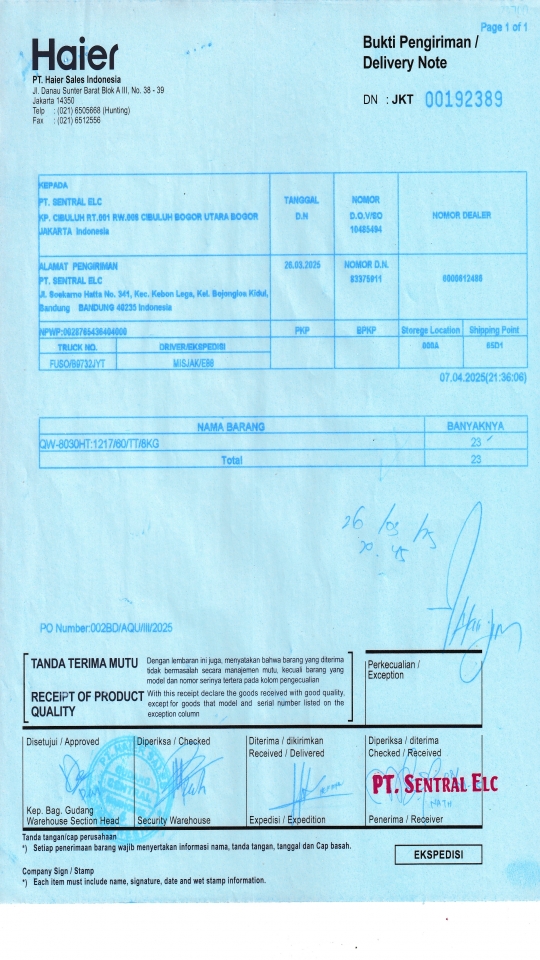 Page 1 of 1
Haier
Bukti Pengiriman /
Delivery Note
PT. Haier Sales Indonesia
Jl. Danau Sunter Barat Blok A III, No. 38 - 39
Jakarta 14350
Telp : (021) 6505668 (Hunting)
Fax : (021) 6512556
DN : JKT 00192389
KEPADA
PT. SENTRAL ELC
KP. CIBULUH RT.001 RW.008 CIBULUH BOGOR UTARA BOGOR
JAKARTA Indonesia
TANGGAL
D.N
NOMOR
D.O.V/SO
10485494
NOMOR DEALER
ALAMAT PENGIRIMAN
PT. SENTRAL ELC
Jl. Soekarno Hatta No. 341, Kec. Kebon Lega, Kel. Bojongloa Kidul,
Bandung BANDUNG 40235 Indonesia
26.03.2025
NOMOR D.N.
83375911
PKP
BPKP
Storege Location
Shipping Point
TRUCK NO.
DRIVER/EKSPEDISI
000A
65D1
FUSO/B9732JYT
MISJAK/E98
07.04.2025(21:36:06)
NAMA BARANG
BANYAKNYA
QW-8030HT:1217/60/TT/8KG
23
Total
23
26/03/25
20.45
PO Number:002BD/AQU/III/2025
TANDA TERIMA MUTU
Dengan lembaran ini juga, menyatakan bahwa barang yang diterima
tidak bermasalah secara manajemen mutu, kecuali barang yang
model dan nomor serinya tertera pada kolom pengecualian
RECEIPT OF PRODUCT
QUALITY
With this receipt declare the goods received with good quality,
except for goods that model and serial number listed on the
exception column
Perkecualian /
Exception
Disetujui / Approved
Diperiksa / Checked
Diterima / dikirimkan
Received / Delivered
Diperiksa / diterima
Checked / Received
SENTRAL
PT. SENTRAL ELC
Kep. Bag. Gudang
Warehouse Section Head
Security Warehouse
Expedisi / Expedition
Penerima / Receiver
Tanda tangan/cap perusahaan
*) Setiap penerimaan barang wajib menyertakan informasi nama, tanda tangan, tanggal dan Cap basah.
EKSPEDISI
Company Sign / Stamp
*) Each item must include name, signature, date and wet stamp information.